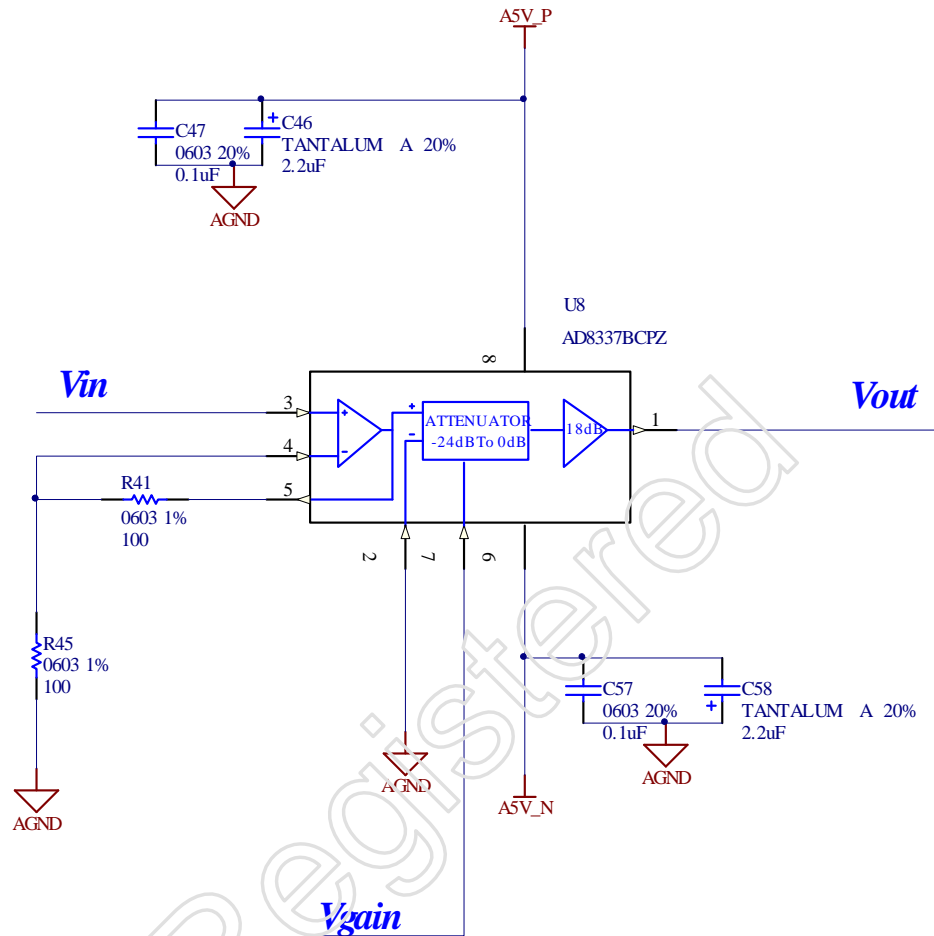 A5V_P
C47
0603 20%
0.1uF
C46
TANTALUM A 20%
2.2uF
AGND
U8
AD8337BCPZ
8
Vin
Vout
3
4
5
ATTENUATOR
-24dB To 0dB
18dB
1
R41
0603 1%
100
2
7
6
R45
0603 1%
100
C57
0603 20%
0.1uF
C58
TANTALUM A 20%
2.2uF
AGND
AGND
AGND
A5V_N
Vgain
Registered